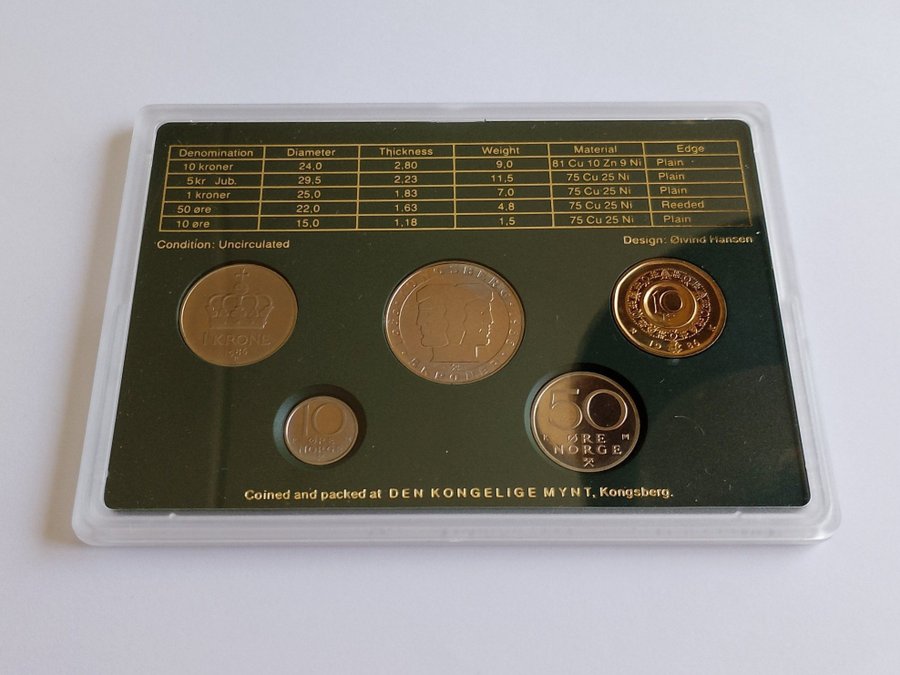 Denomination Diameter Thickness Weight Material Edge
10 kroner 24,0 2,80 9,0 81 Cu 10 Zn 9 Ni Plain
5 kr Jub. 29,5 2,23 11,5 75 Cu 25 Ni Plain
1 kroner 25,0 1,83 7,0 75 Cu 25 Ni Plain
50 øre 22,0 1,63 4,8 75 Cu 25 Ni Reeded
10 øre 15,0 1,18 1,5 75 Cu 25 Ni Plain
Condition: Uncirculated
Design: Øivind Hansen
1 KRONE
86
KONGSBERG
5 KRONER
10
KR
1986
10
ØRE
NORGE
50
K M
ØRE
NORGE
Coined and packed at DEN KONGELIGE MYNT, Kongsberg.